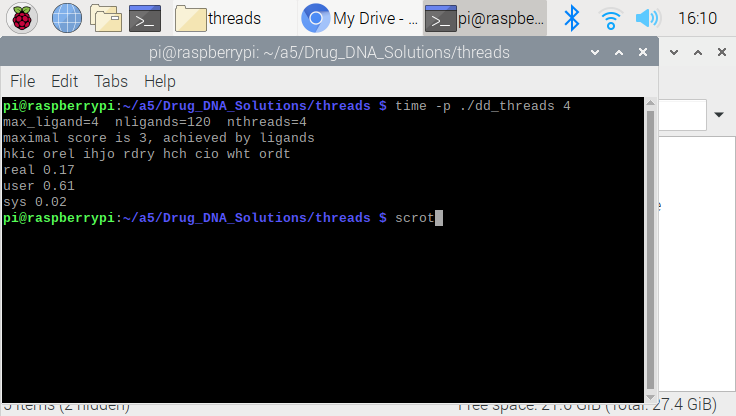 threads
My Drive - ...
pi@raspbe...
16:10
pi@raspberrypi: ~/a5/Drug_DNA_Solutions/threads
File Edit Tabs Help
pi@raspberrypi:~/a5/Drug_DNA_Solutions/threads $ time -p ./dd_threads 4
max_ligand=4  nligands=120  nthreads=4
maximal score is 3, achieved by ligands
hkic orel ihjo rdry hch cio wht ordt
real 0.17
user 0.61
sys 0.02
pi@raspberrypi:~/a5/Drug_DNA_Solutions/threads $ scrot
items (2 hidden)
Free space: 21.6 GiB (Total: 27.4 GiB)